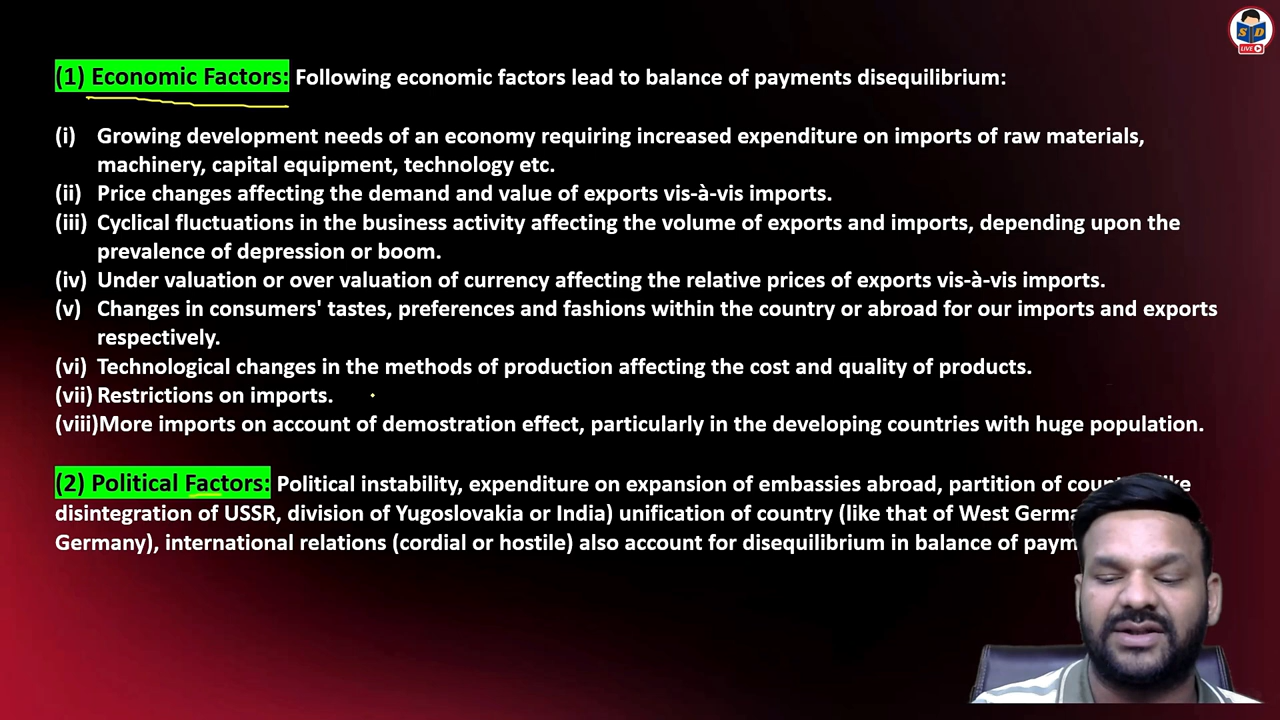 S D
LIVE
(1) Economic Factors: Following economic factors lead to balance of payments disequilibrium:
(i) Growing development needs of an economy requiring increased expenditure on imports of raw materials,
machinery, capital equipment, technology etc.
(ii) Price changes affecting the demand and value of exports vis-à-vis imports.
(iii) Cyclical fluctuations in the business activity affecting the volume of exports and imports, depending upon the
prevalence of depression or boom.
(iv) Under valuation or over valuation of currency affecting the relative prices of exports vis-à-vis imports.
(v) Changes in consumers' tastes, preferences and fashions within the country or abroad for our imports and exports
respectively.
(vi) Technological changes in the methods of production affecting the cost and quality of products.
(vii) Restrictions on imports.
(viii)More imports on account of demostration effect, particularly in the developing countries with huge population.
(2) Political Factors: Political instability, expenditure on expansion of embassies abroad, partition of
disintegration of USSR, division of Yugoslovakia or India) unification of country (like that of West
Germany), international relations (cordial or hostile) also account for disequilibrium in balance of